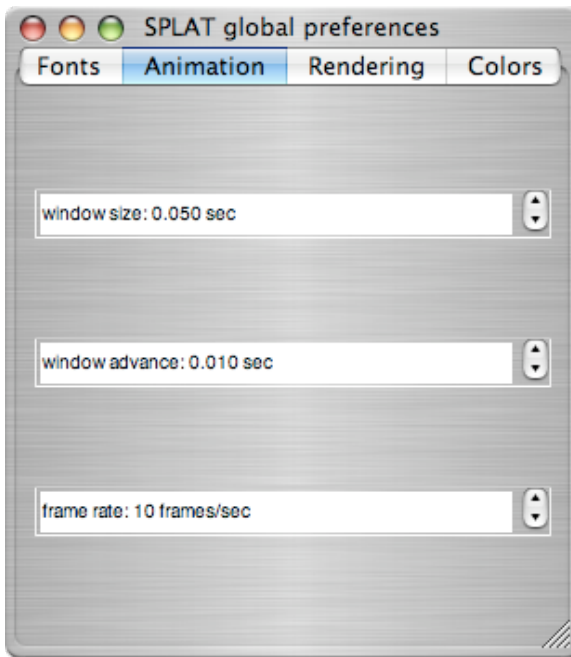 SPLAT global preferences
Fonts Animation Rendering Colors
window size: 0.050 sec
window advance: 0.010 sec
frame rate: 10 frames/sec